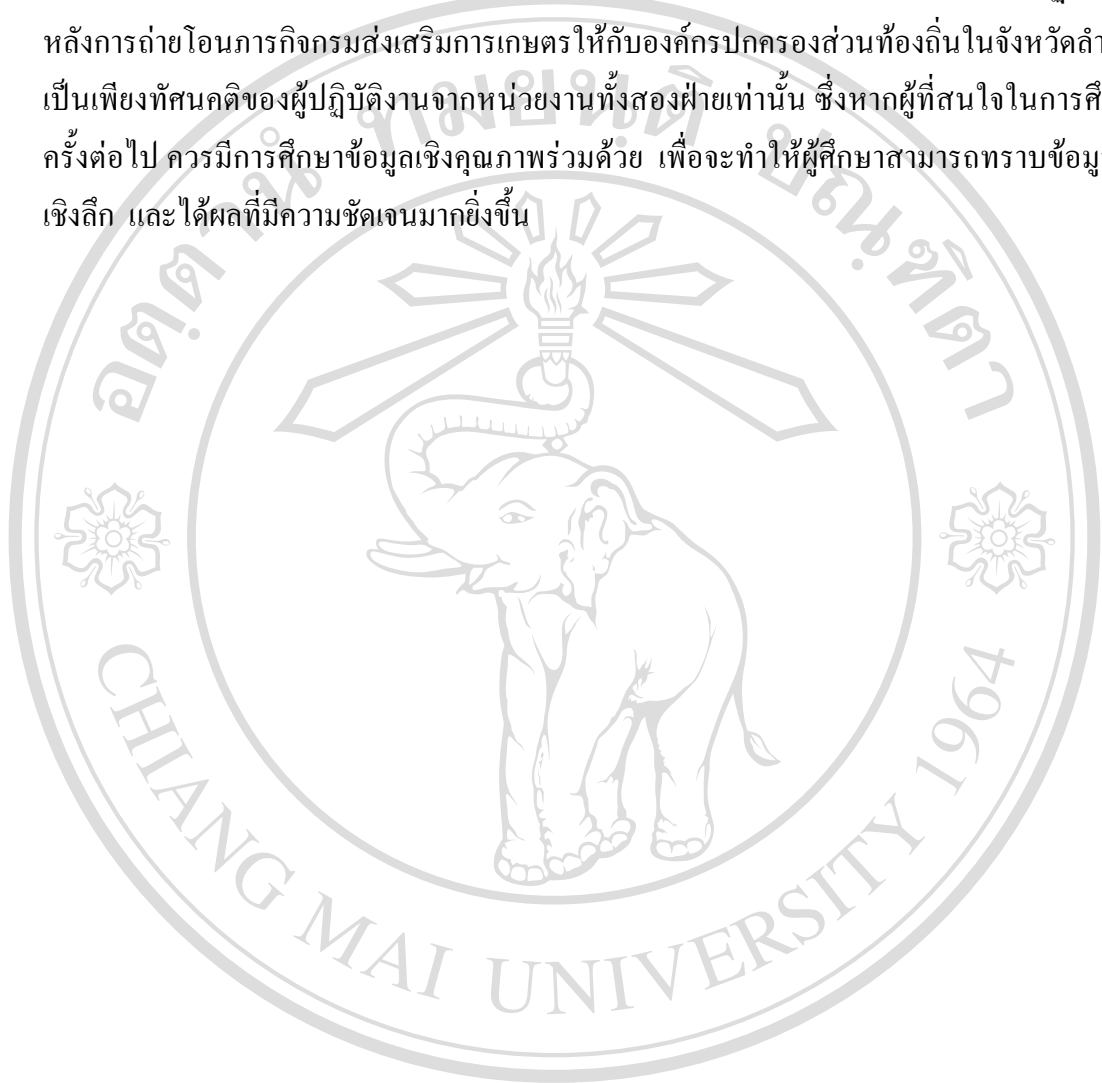 หลังการถ่ายโอนภารกิจกรมส่งเสริมการเกษตรให้กับองค์กรปกครองส่วนท้องถิ่นในจังหวัด
เป็นเพียงทัศนคติของผู้ปฏิบัติงานจากหน่วยงานทั้งสองฝ่ายเท่านั้น ซึ่งหากผู้ที่สนใจในการ
ครั้งต่อไป ควรมีการศึกษาข้อมูลเชิงคุณภาพร่วมด้วย เพื่อจะทำให้ผู้ศึกษาสามารถทราบ
เชิงลึก และได้ผลที่มีความชัดเจนมากยิ่งขึ้น
CHIANG MAI UNIVERSITY 1964